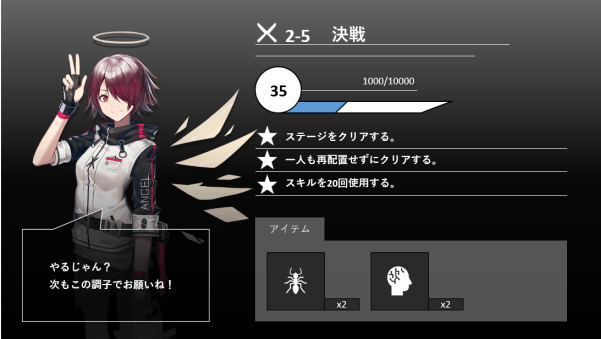 2-5 決戦
35
1000/10000
ステージをクリアする。
一人も再配置せずにクリアする。
スキルを20回使用する。
ANGEL
やるじゃん？
次もこの調子でお願いね！
アイテム
x2
x2